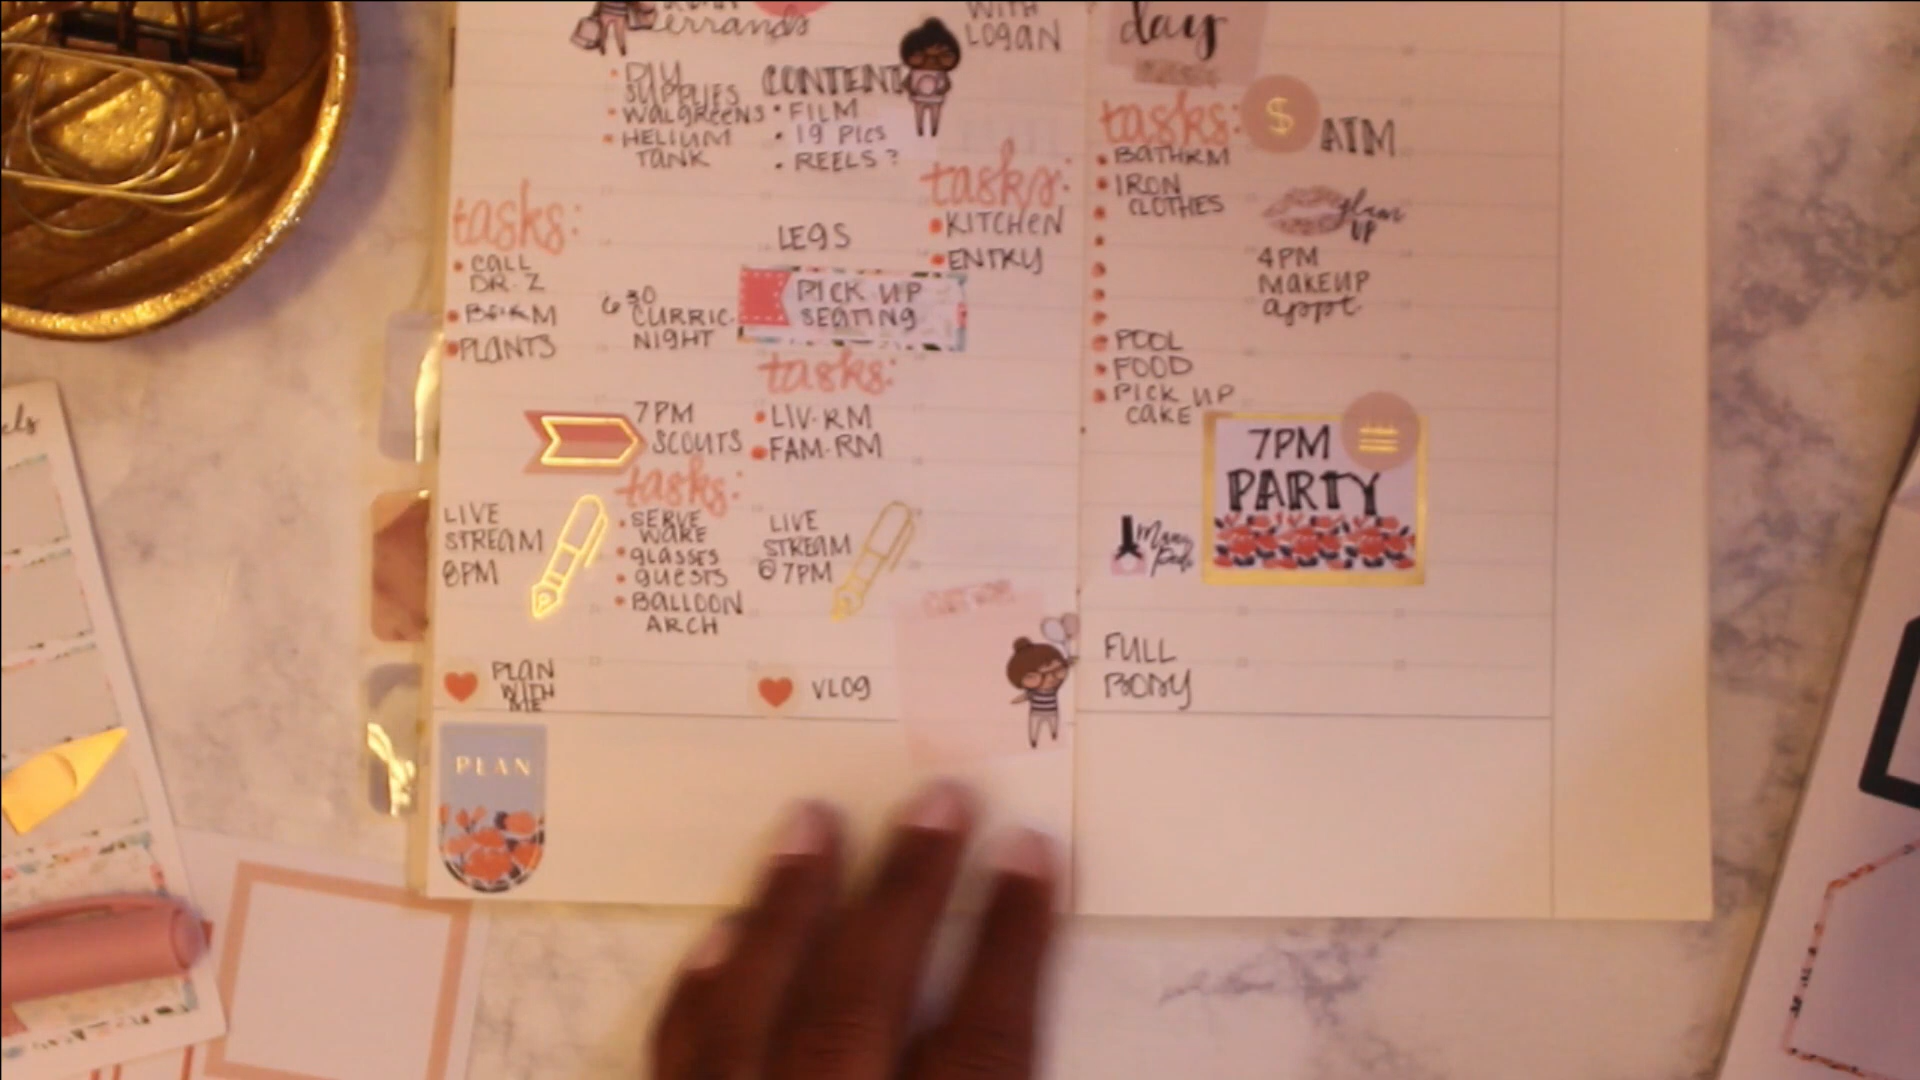 errands
DIY
SUPPLIES
WALGREENS
HELIUM
TANK
tasks:
CALL
DR. Z
PLANTS
6 30
CURRIC.
NIGHT
7PM
SCOUTS
tasks:
SERVE
WARE
GLASSES
GUESTS
BALLOON
ARCH
LIVE
STREAM
8PM
PLAN
WITH
ME
PLAN
CONTENT
FILM
19 PICS
REELS?
LEGS
PICK UP
SEATING
tasks:
LIV-RM
FAM-RM
LIVE
STREAM
@ 7PM
VLOG
WITH
LOGAN
tasks:
KITCHEN
ENTRY
day
tasks:
BATHRM
IRON
CLOTHES
POOL
FOOD
PICK UP
CAKE
$
ATM
glam
up
4PM
MAKEUP
appt
7PM
PARTY
Mani
Pedi
FULL
BODY